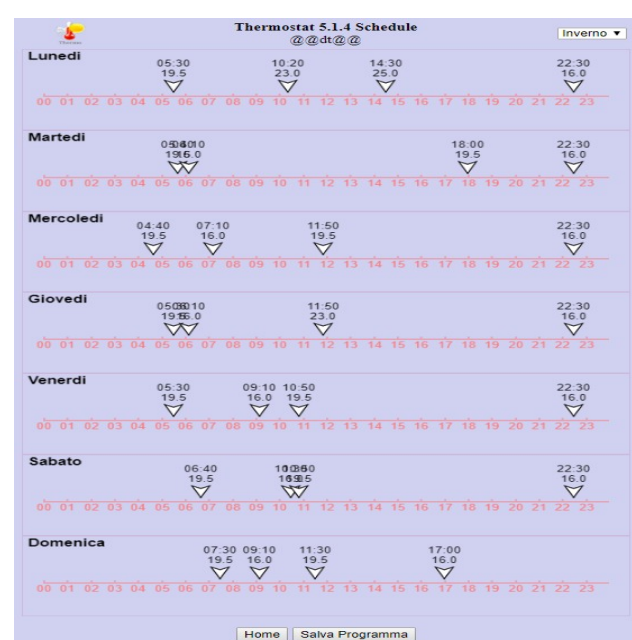 Thermostat 5.1.4 Schedule
@@dt@@
Inverno
Lunedi
05:30 10:20 14:30 22:30
19.5 23.0 25.0 16.0
00 01 02 03 04 05 06 07 08 09 10 11 12 13 14 15 16 17 18 19 20 21 22 23
Martedi
18:00 22:30
19.5 16.0
00 01 02 03 04 05 06 07 08 09 10 11 12 13 14 15 16 17 18 19 20 21 22 23
Mercoledi
04:40 07:10 11:50 22:30
19.5 16.0 19.5 16.0
00 01 02 03 04 05 06 07 08 09 10 11 12 13 14 15 16 17 18 19 20 21 22 23
Giovedi
11:50 22:30
23.0 16.0
00 01 02 03 04 05 06 07 08 09 10 11 12 13 14 15 16 17 18 19 20 21 22 23
Venerdi
05:30 09:10 10:50 22:30
19.5 16.0 19.5 16.0
00 01 02 03 04 05 06 07 08 09 10 11 12 13 14 15 16 17 18 19 20 21 22 23
Sabato
06:40 22:30
19.5 16.0
00 01 02 03 04 05 06 07 08 09 10 11 12 13 14 15 16 17 18 19 20 21 22 23
Domenica
07:30 09:10 11:30 17:00
19.5 16.0 19.5 16.0
00 01 02 03 04 05 06 07 08 09 10 11 12 13 14 15 16 17 18 19 20 21 22 23
Home Salva Programma